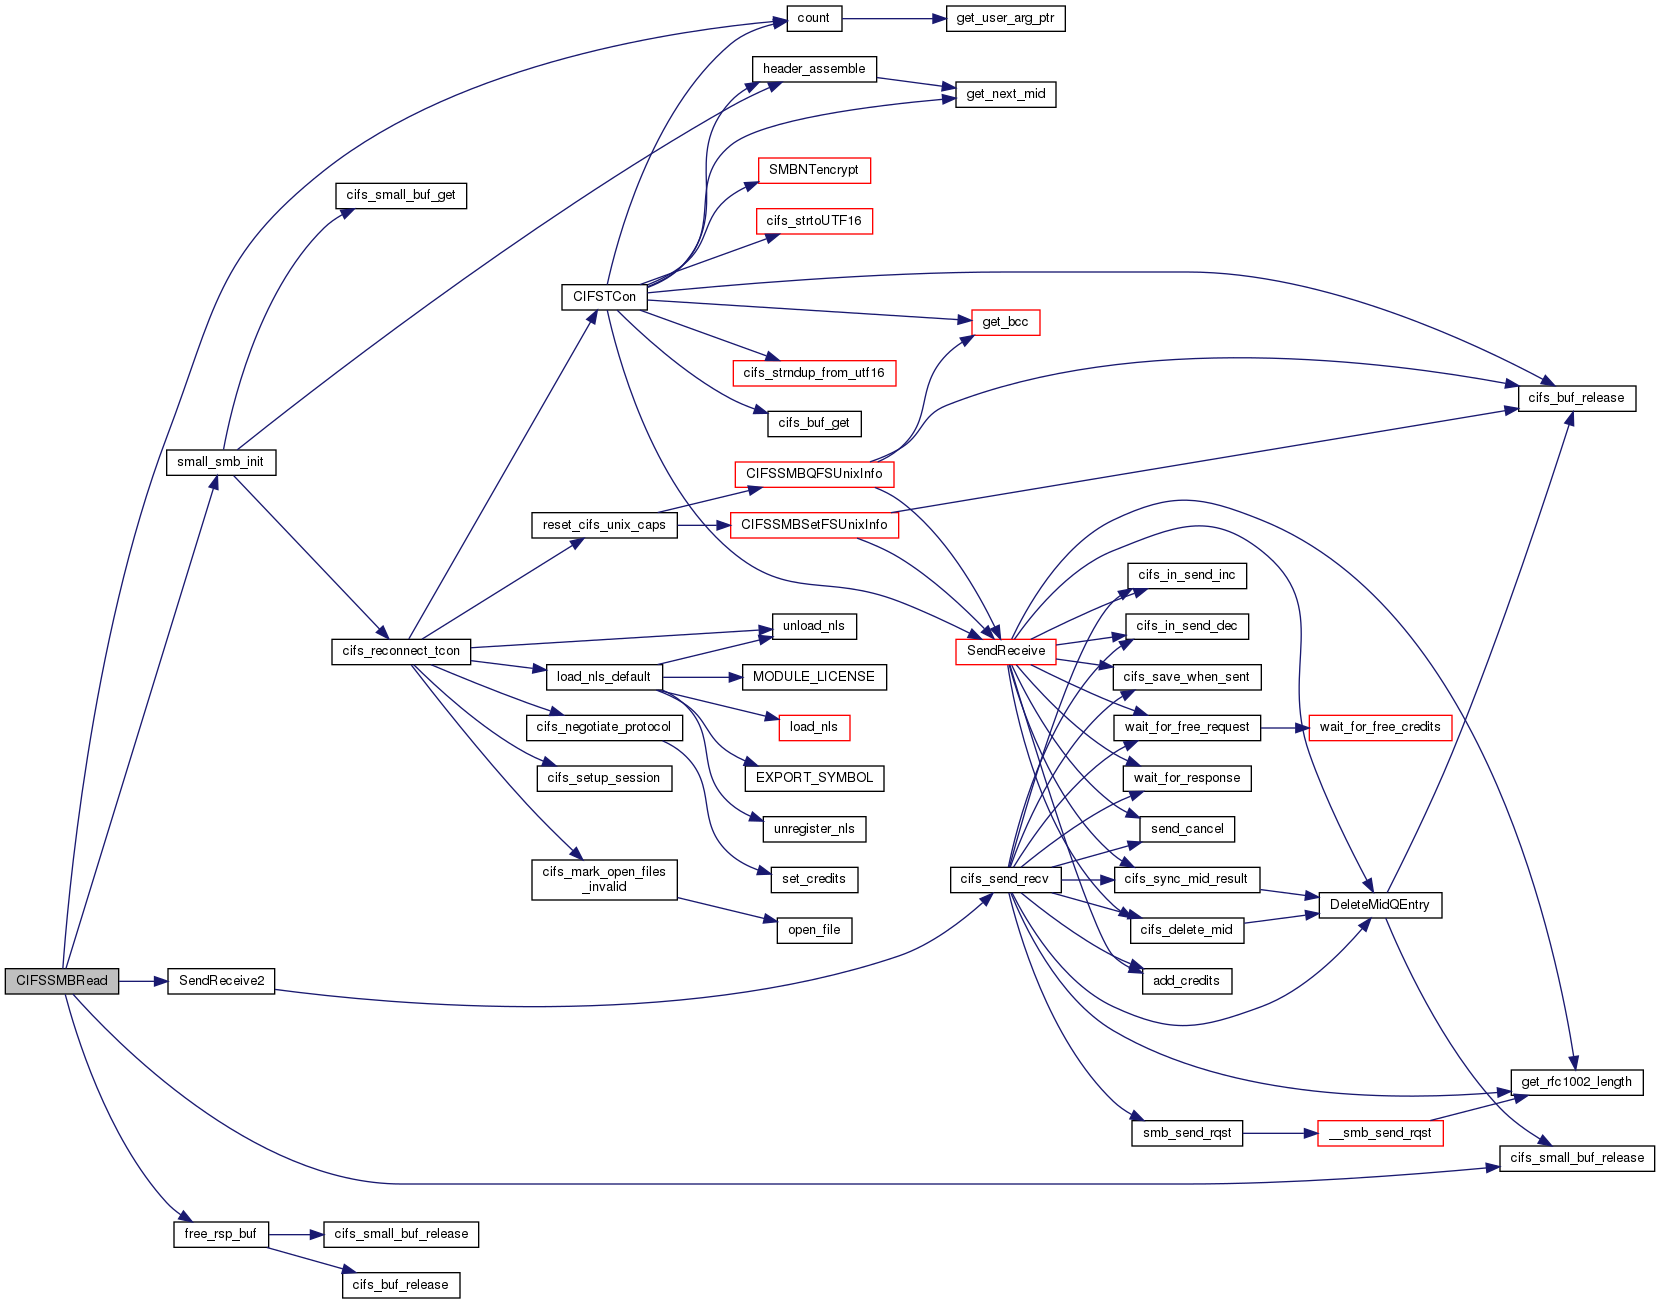 count
get_user_arg_ptr
header_assemble
get_next_mid
SMBNTencrypt
cifs_small_buf_get
cifs_strtoUTF16
CIFSTCon
get_bcc
cifs_strndup_from_utf16
cifs_buf_release
cifs_buf_get
small_smb_init
CIFSSMBQFSUnixInfo
reset_cifs_unix_caps
CIFSSMBSetFSUnixInfo
cifs_in_send_inc
unload_nls
cifs_in_send_dec
cifs_reconnect_tcon
SendReceive
load_nls_default
MODULE_LICENSE
cifs_save_when_sent
cifs_negotiate_protocol
load_nls
wait_for_free_request
wait_for_free_credits
cifs_setup_session
EXPORT_SYMBOL
wait_for_response
unregister_nls
send_cancel
cifs_mark_open_files
_invalid
set_credits
cifs_send_recv
cifs_sync_mid_result
DeleteMidQEntry
open_file
cifs_delete_mid
CIFSSMBRead
SendReceive2
add_credits
get_rfc1002_length
smb_send_rqst
__smb_send_rqst
cifs_small_buf_release
free_rsp_buf
cifs_small_buf_release
cifs_buf_release